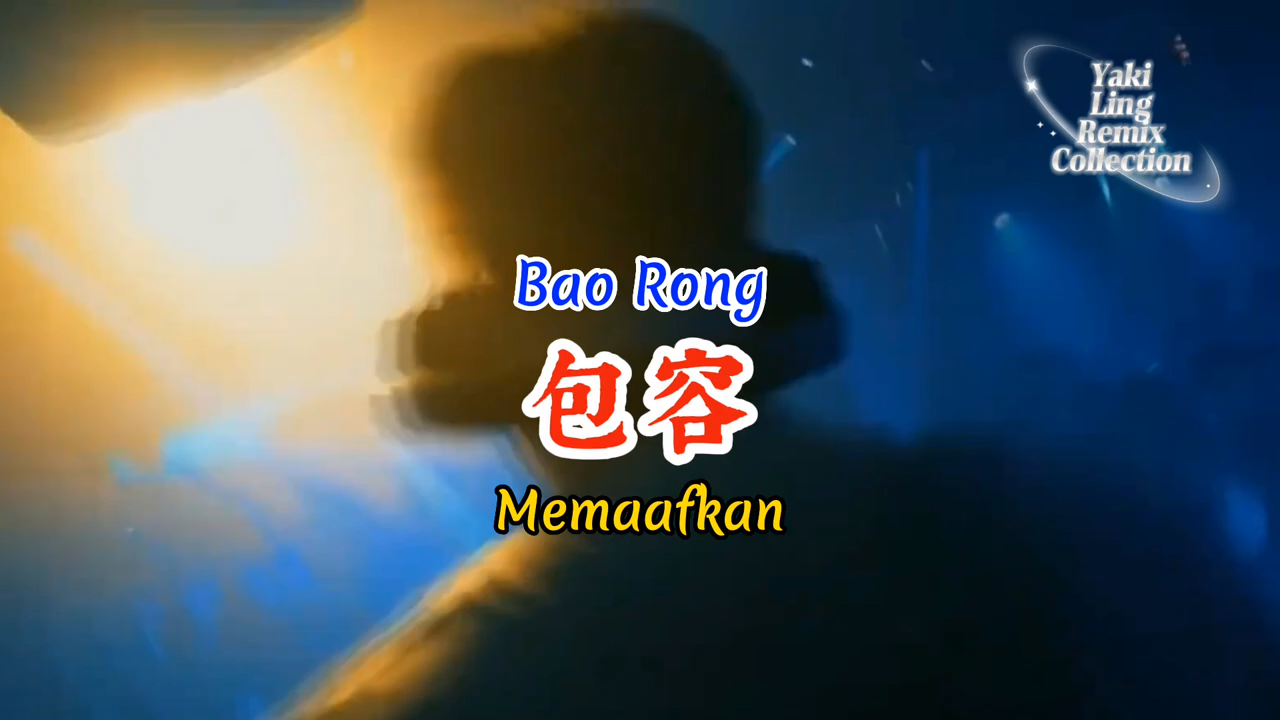 Yaki
Ling
Remix
Collection
Bao Rong
包容
Memaafkan